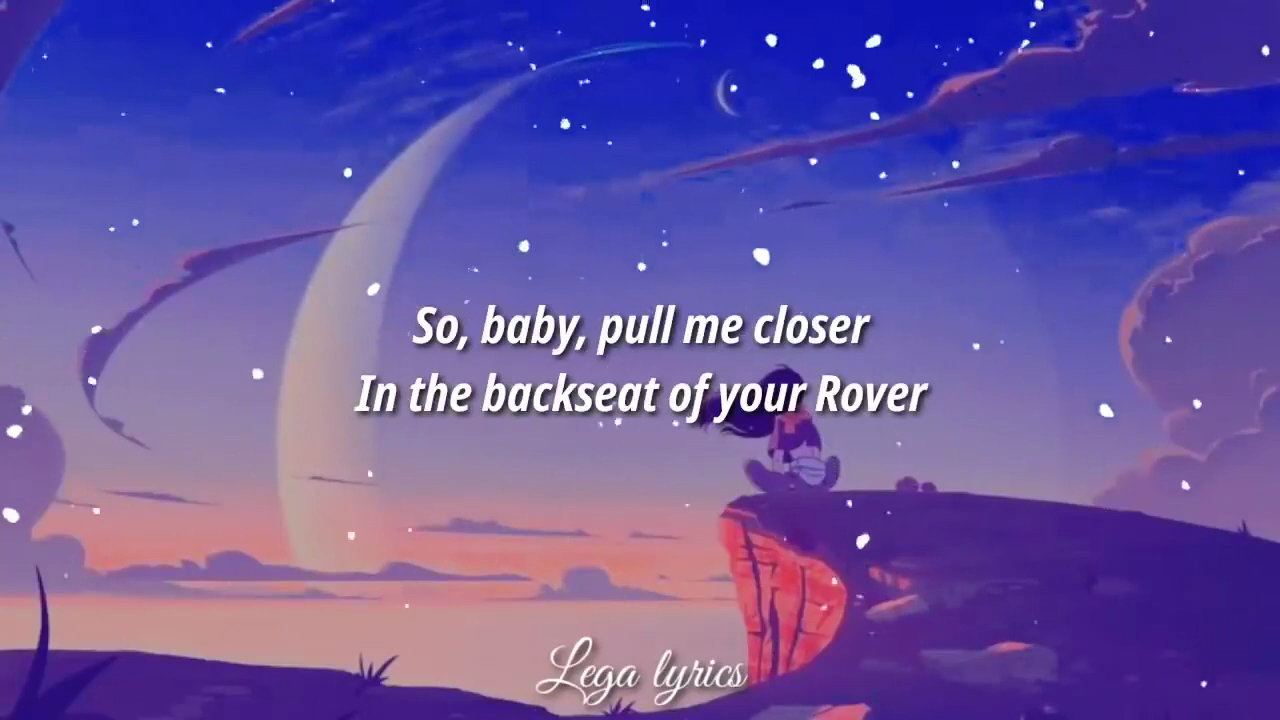 So, baby, pull me closer
In the backseat of your Rover
Lega lyrics